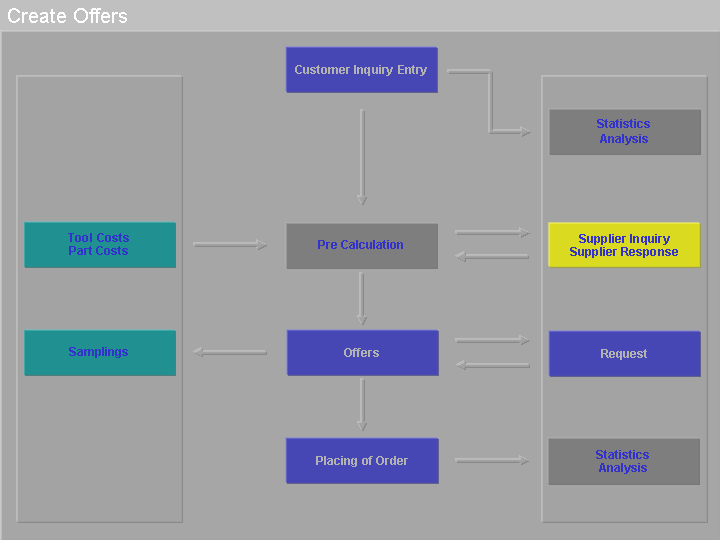 Create Offers
Customer Inquiry Entry
Statistics
Analysis
Tool Costs
Part Costs
Pre Calculation
Supplier Inquiry
Supplier Response
Samplings
Offers
Request
Placing of Order
Statistics
Analysis